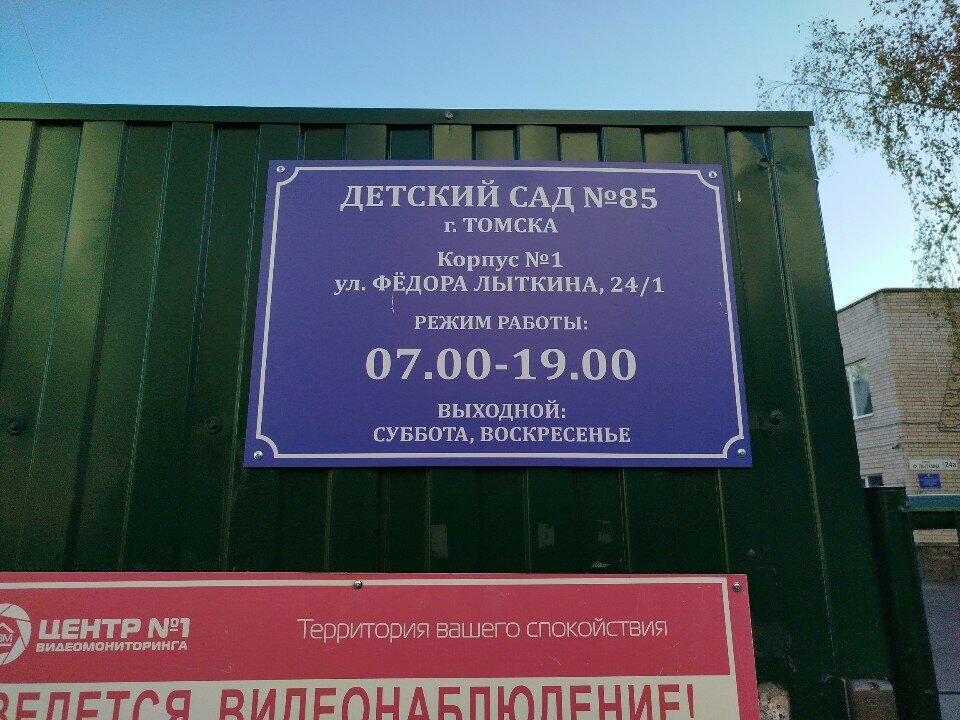 ДЕТСКИЙ САД №85
г. ТОМСКА
Корпус №1
ул. ФЁДОРА ЛЫТКИНА, 24/1
РЕЖИМ РАБОТЫ:
07.00-19.00
ВЫХОДНОЙ:
СУББОТА, ВОСКРЕСЕНЬЕ
ЦЕНТР №1
ВИДЕОМОНИТОРИНГА
Территория вашего спокойствия
ВЕДЕТСЯ ВИДЕОНАБЛЮДЕНИЕ!